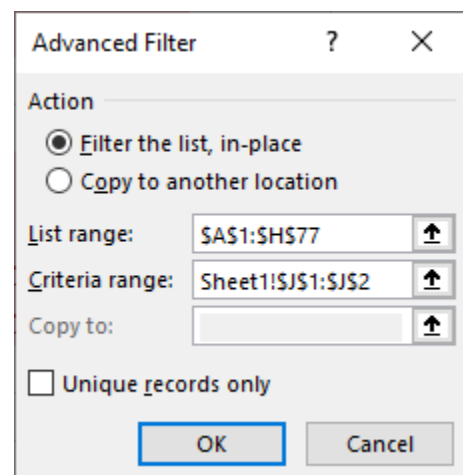 Advanced Filter ? ×
Action
Filter the list, in-place
Copy to another location
List range: $A$1:$H$77
Criteria range: Sheet1!$J$1:$J$2
Copy to:
Unique records only
OK Cancel